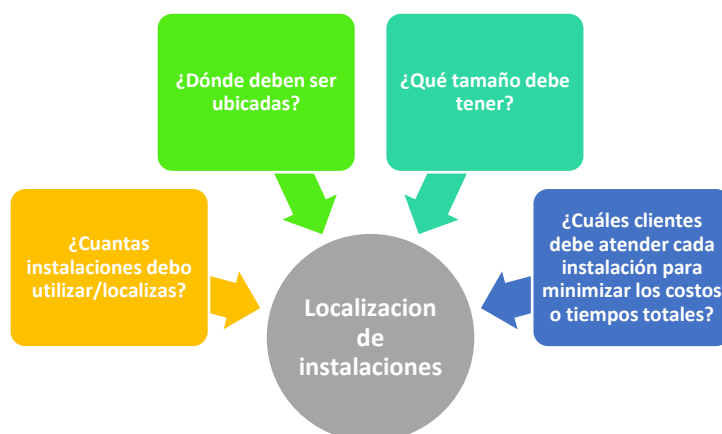 ¿Dónde deben ser
ubicadas?
¿Qué tamaño debe
tener?
¿Cuantas
instalaciones debo
utilizar/localizas?
¿Cuáles clientes
debe atender cada
instalación para
minimizar los costos
o tiempos totales?
Localizacion
de
instalaciones